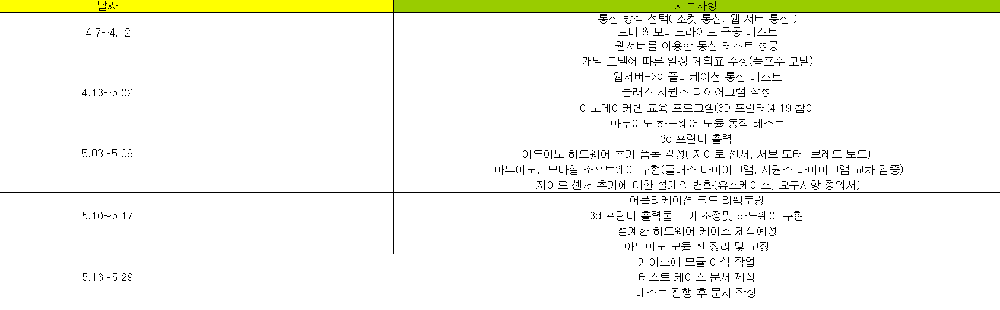 날짜
세부사항
4.7~4.12
통신 방식 선택( 소켓 통신, 웹 서버 통신 )
모터 & 모터드라이브 구동 테스트
웹서버를 이용한 통신 테스트 성공
4.13~5.02
개발 모델에 따른 일정 계획표 수정(폭포수 모델)
웹서버->애플리케이션 통신 테스트
클래스 시퀀스 다이어그램 작성
이노메이커랩 교육 프로그램(3D 프린터)4.19 참여
아두이노 하드웨어 모듈 동작 테스트
5.03~5.09
3d 프린터 출력
아두이노 하드웨어 추가 품목 결정( 자이로 센서, 서보 모터, 브레드 보드)
아두이노, 모바일 소프트웨어 구현(클래스 다이어그램, 시퀀스 다이어그램 교차 검증)
자이로 센서 추가에 대한 설계의 변화(유스케이스, 요구사항 정의서)
5.10~5.17
어플리케이션 코드 리펙토링
3d 프린터 출력물 크기 조정및 하드웨어 구현
설계한 하드웨어 케이스 제작예정
아두이노 모듈 선 정리 및 고정
5.18~5.29
케이스에 모듈 이식 작업
테스트 케이스 문서 제작
테스트 진행 후 문서 작성